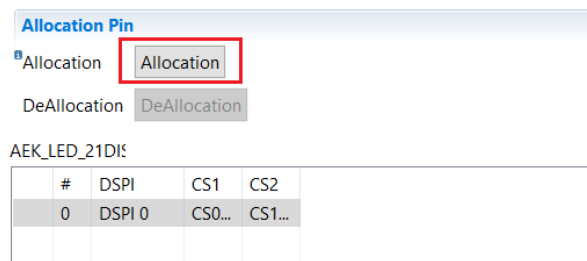 Allocation Pin
Allocation Allocation
DeAllocation DeAllocation
AEK_LED_21DIS
# DSPI CS1 CS2
0 DSPI 0 CS0... CS1...